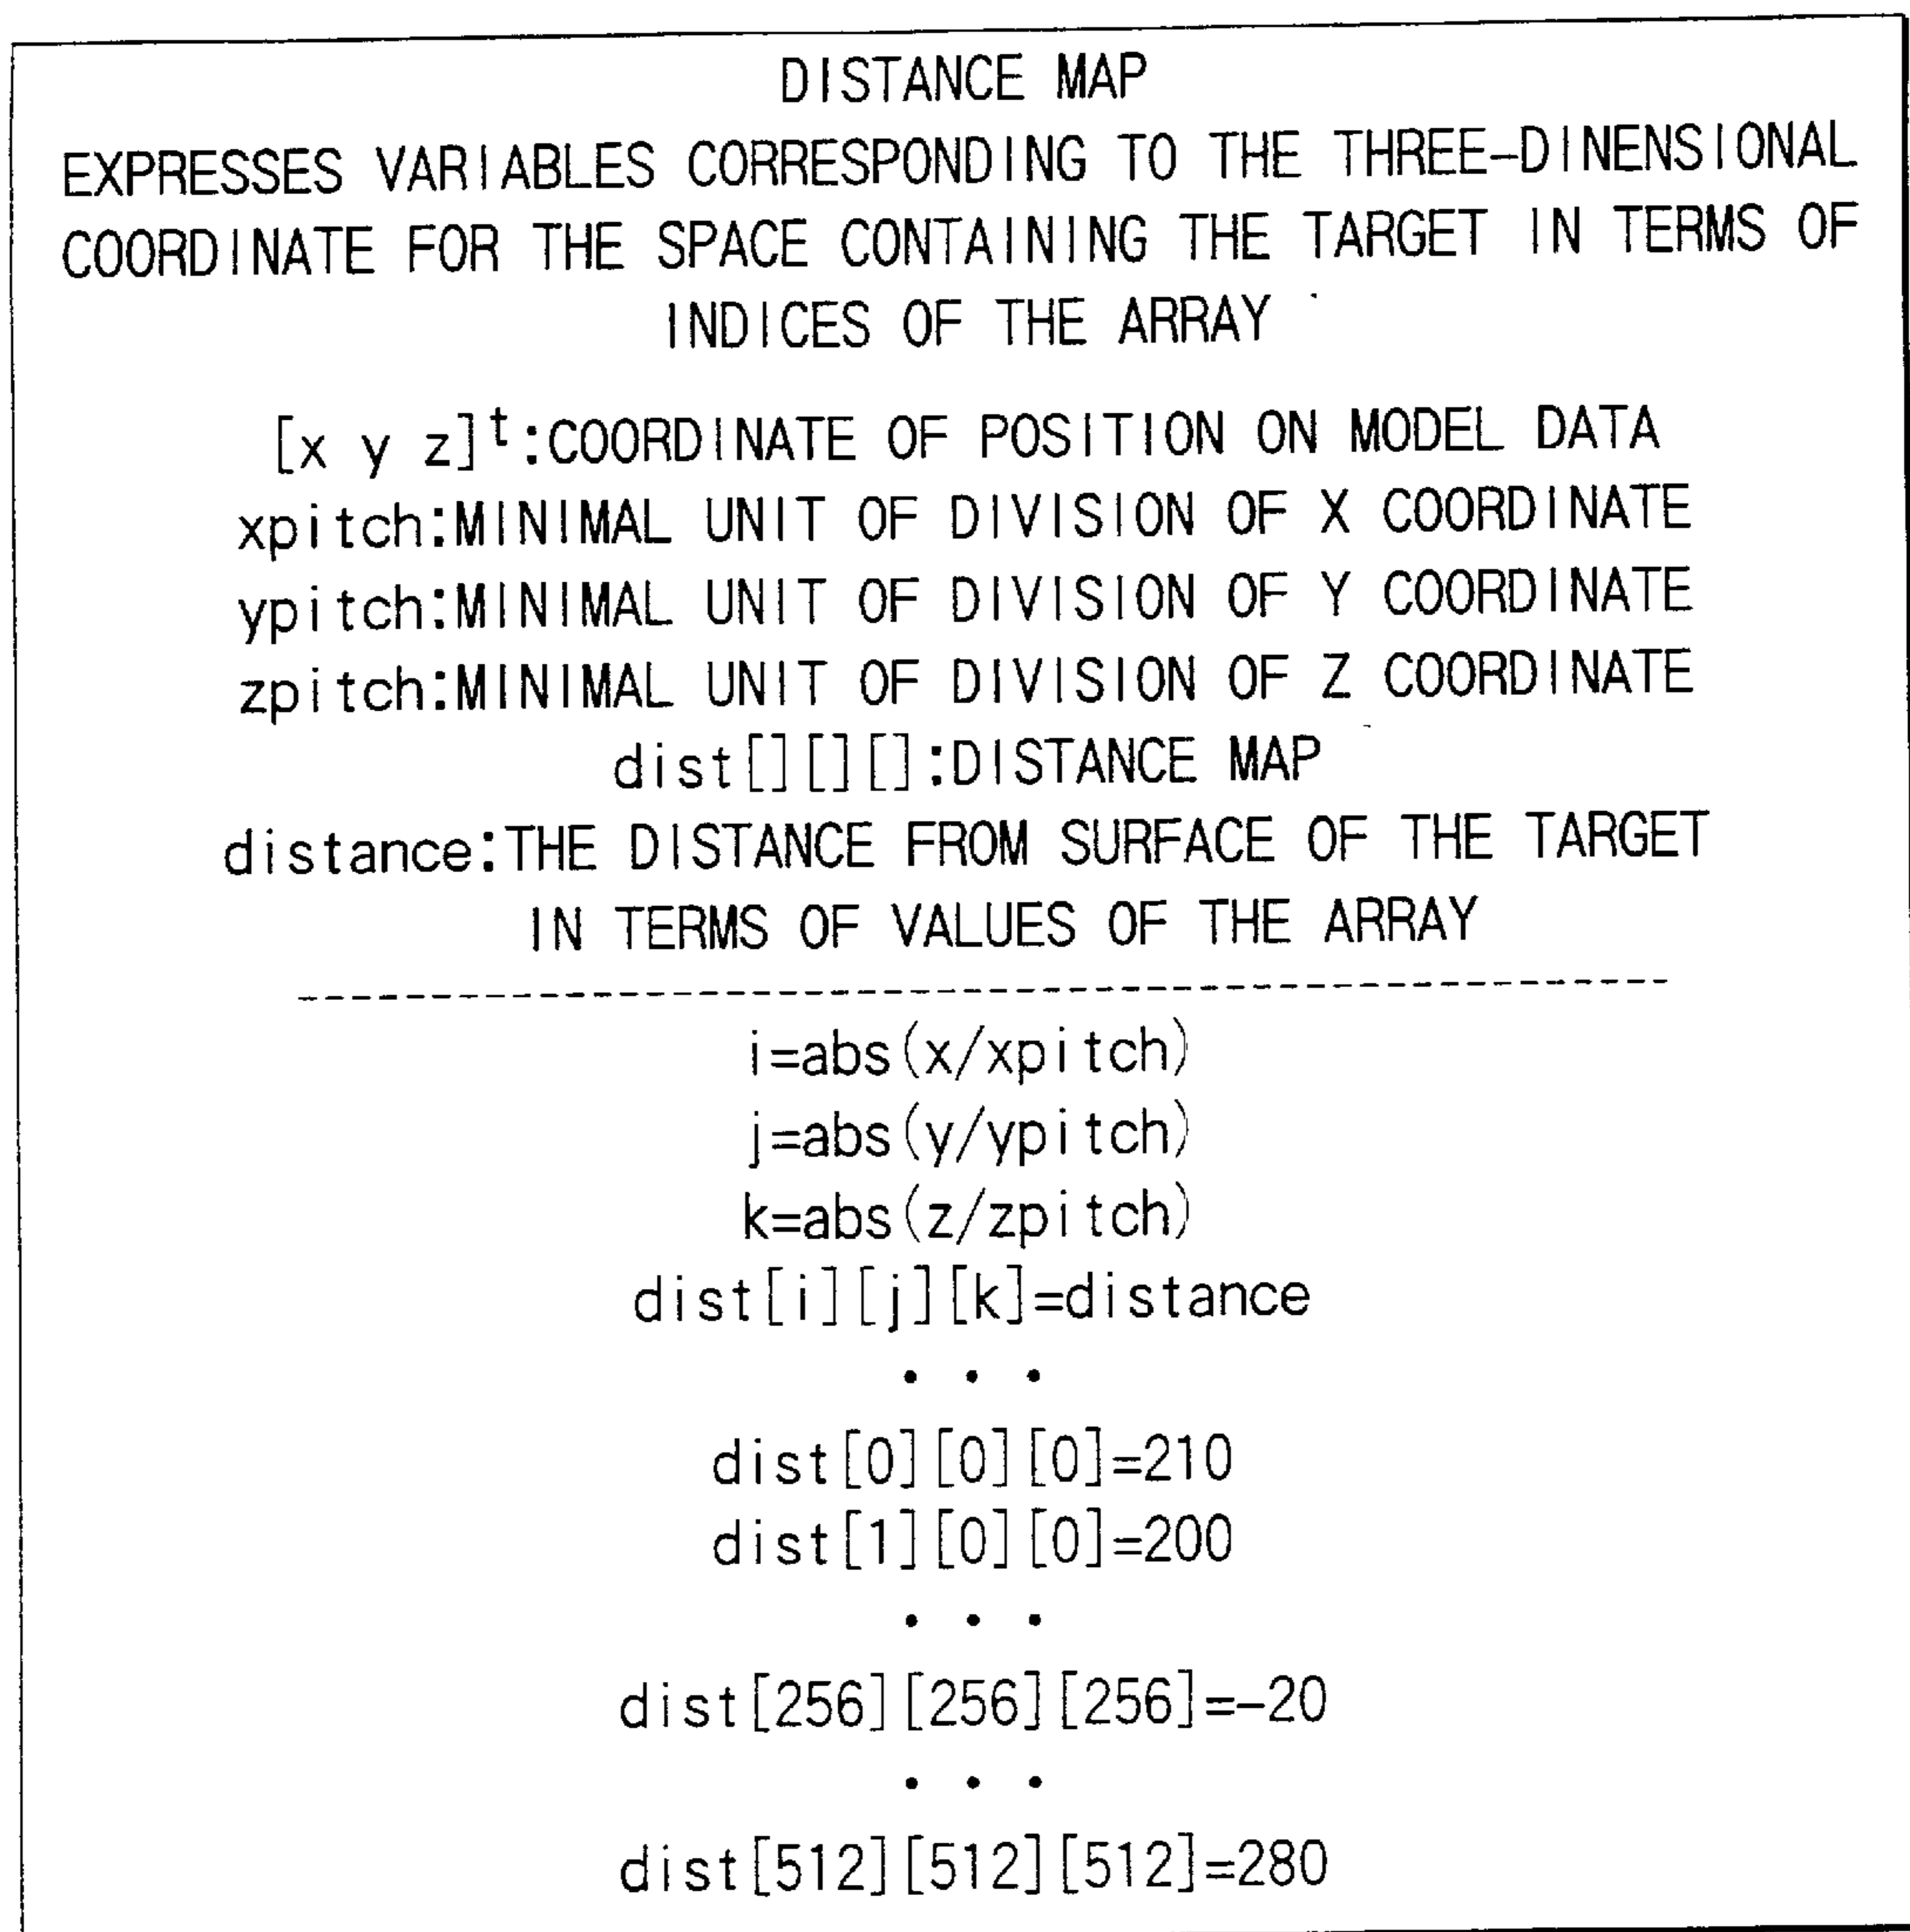 DISTANCE MAP
EXPRESSES VARIABLES CORRESPONDING TO THE THREE-DINENSIONAL
COORDINATE FOR THE SPACE CONTAINING THE TARGET IN TERMS OF
INDICES OF THE ARRAY
[x y z]ᵗ:COORDINATE OF POSITION ON MODEL DATA
xpitch:MINIMAL UNIT OF DIVISION OF X COORDINATE
ypitch:MINIMAL UNIT OF DIVISION OF Y COORDINATE
zpitch:MINIMAL UNIT OF DIVISION OF Z COORDINATE
dist[][][]:DISTANCE MAP
distance:THE DISTANCE FROM SURFACE OF THE TARGET
IN TERMS OF VALUES OF THE ARRAY
i=abs(x/xpitch)
j=abs(y/ypitch)
k=abs(z/zpitch)
dist[i][j][k]=distance
• • •
dist[0][0][0]=210
dist[1][0][0]=200
• • •
dist[256][256][256]=-20
• • •
dist[512][512][512]=280